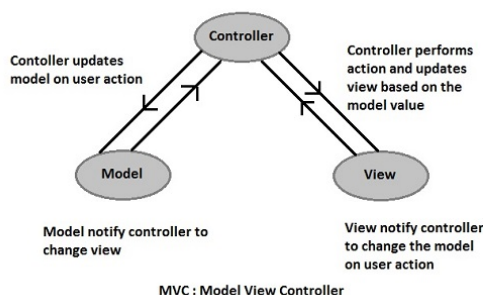 Controller
Contoller updates
model on user action
Controller performs
action and updates
view based on the
model value
Model
View
Model notify controller to
change view
View notify controller
to change the model
on user action
MVC : Model View Controller